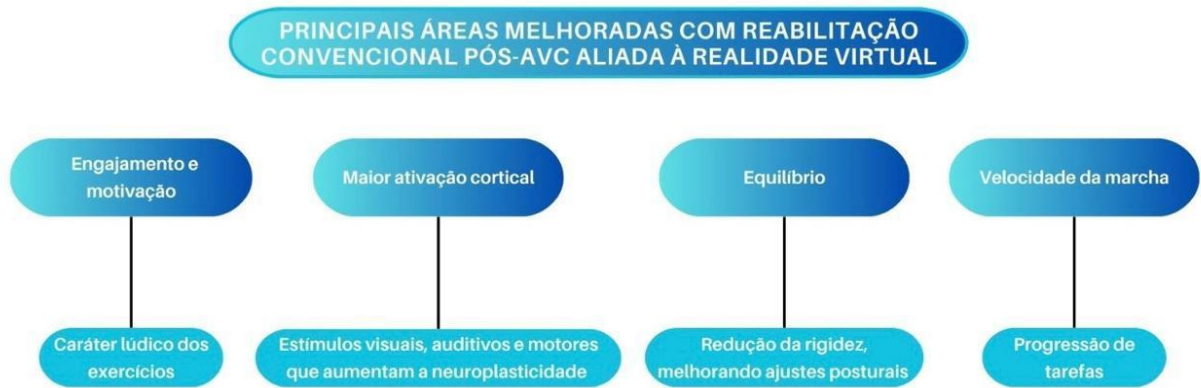 PRINCIPAIS ÁREAS MELHORADAS COM REABILITAÇÃO
CONVENCIONAL PÓS-AVC ALIADA À REALIDADE VIRTUAL
Engajamento e
motivação
Maior ativação cortical
Equilíbrio
Velocidade da marcha
Caráter lúdico dos
exercícios
Estímulos visuais, auditivos e motores
que aumentam a neuroplasticidade
Redução da rigidez,
melhorando ajustes posturais
Progressão de
tarefas